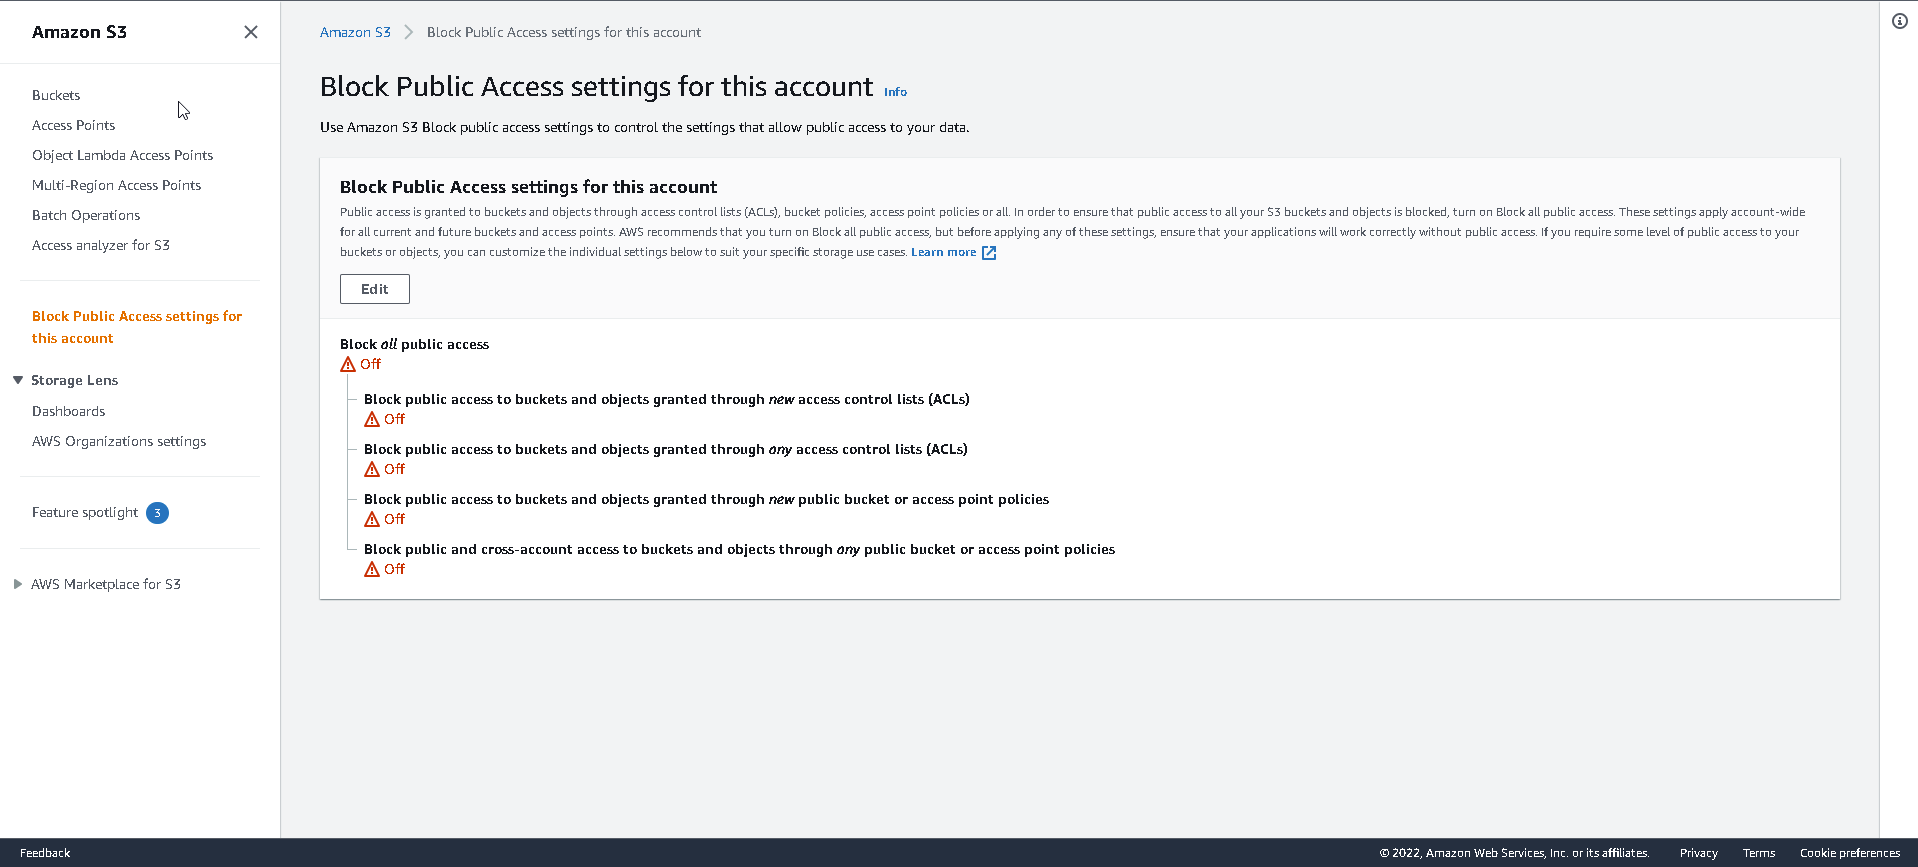 Amazon S3
Buckets
Access Points
Object Lambda Access Points
Multi-Region Access Points
Batch Operations
Access analyzer for S3
Block Public Access settings for
this account
Storage Lens
Dashboards
AWS Organizations settings
Feature spotlight 3
AWS Marketplace for S3
Amazon S3 Block Public Access settings for this account
Block Public Access settings for this account Info
Use Amazon S3 Block public access settings to control the settings that allow public access to your data.
Block Public Access settings for this account
Public access is granted to buckets and objects through access control lists (ACLs), bucket policies, access point policies or all. In order to ensure that public access to all your S3 buckets and objects is blocked, turn on Block all public access. These settings apply account-wide
for all current and future buckets and access points. AWS recommends that you turn on Block all public access, but before applying any of these settings, ensure that your applications will work correctly without public access. If you require some level of public access to your
buckets or objects, you can customize the individual settings below to suit your specific storage use cases. Learn more
Edit
Block all public access
Off
Block public access to buckets and objects granted through new access control lists (ACLs)
Off
Block public access to buckets and objects granted through any access control lists (ACLs)
Off
Block public access to buckets and objects granted through new public bucket or access point policies
Off
Block public and cross-account access to buckets and objects through any public bucket or access point policies
Off
Feedback © 2022, Amazon Web Services, Inc. or its affiliates. Privacy Terms Cookie preferences